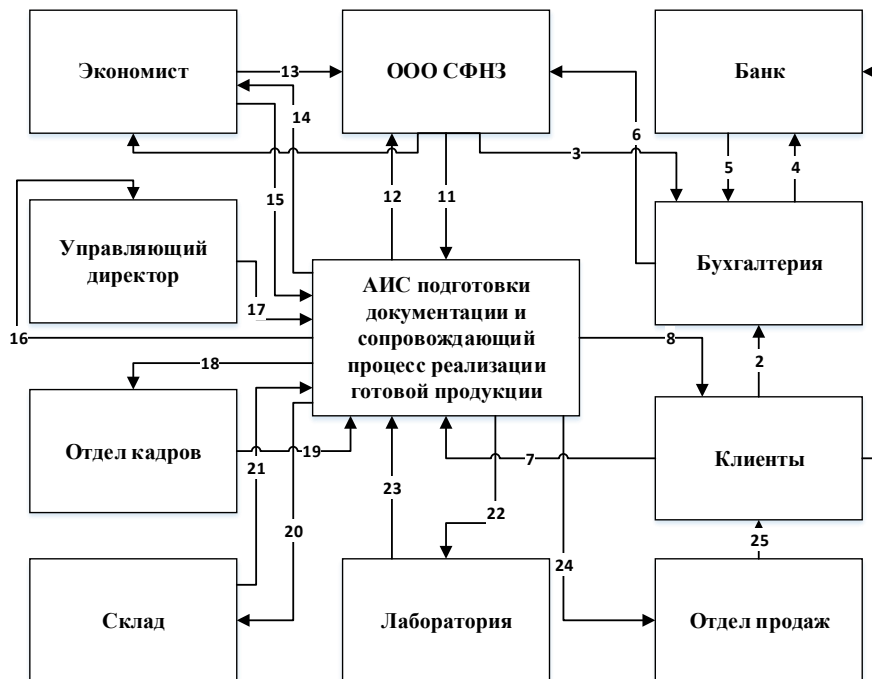 Экономист
13
ООО СФНЗ
Банк
14
6
3
5
4
15
12
11
Управляющий
директор
Бухгалтерия
АИС подготовки
документации и
сопровождающий
процесс реализации
готовой продукции
17
16
8
2
18
Отдел кадров
19
21
7
Клиенты
23
22
20
25
24
Склад
Лаборатория
Отдел продаж